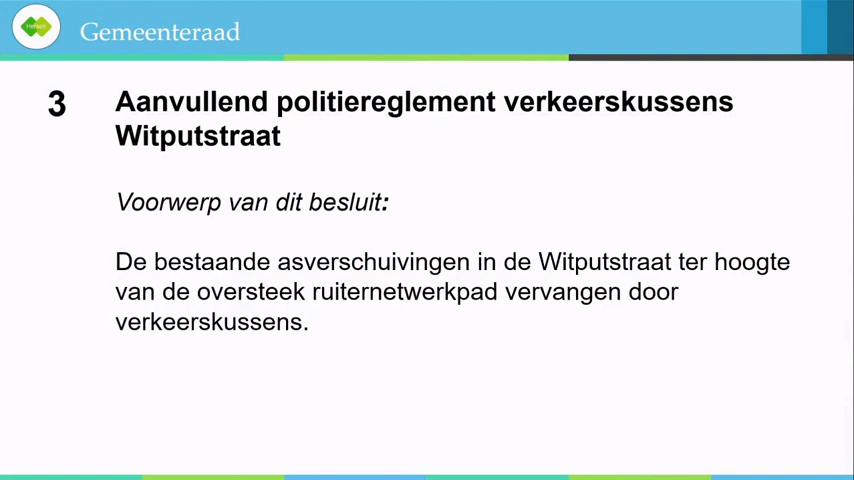 Gemeenteraad
3 Aanvullend politiereglement verkeerskussens
Witputstraat
Voorwerp van dit besluit:
De bestaande asverschuivingen in de Witputstraat ter hoogte
van de oversteek ruiternetwerkpad vervangen door
verkeerskussens.